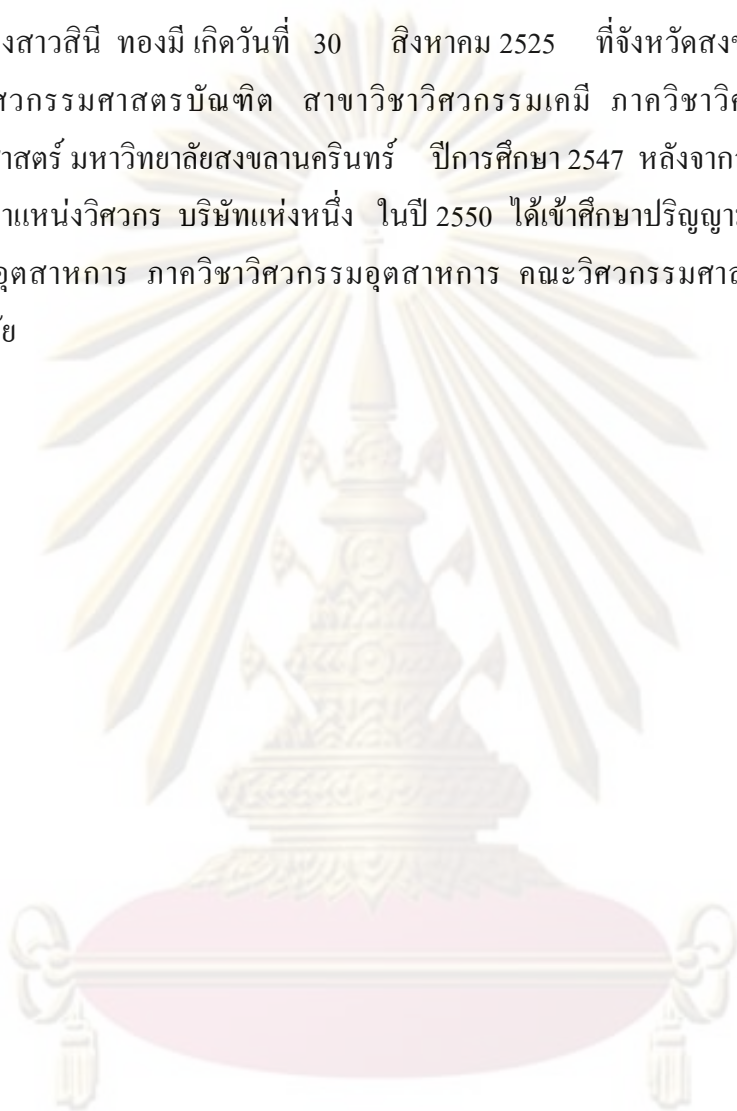 งสาวสินี ทองมี เกิดวันที่ 30 สิงหาคม 2525 ที่จังหวัดสงข
ศวกรรมศาสตรบัณฑิต สาขาวิชาวิศวกรรมเคมี ภาควิชาวิศ
าสตร์ มหาวิทยาลัยสงขลานครินทร์ ปีการศึกษา 2547 หลังจาก
าแหน่งวิศวกร บริษัทแห่งหนึ่ง ในปี 2550 ได้เข้าศึกษาปริญญา
อุตสาหการ ภาควิชาวิศวกรรมอุตสาหการ คณะวิศวกรรมศาส
ัย